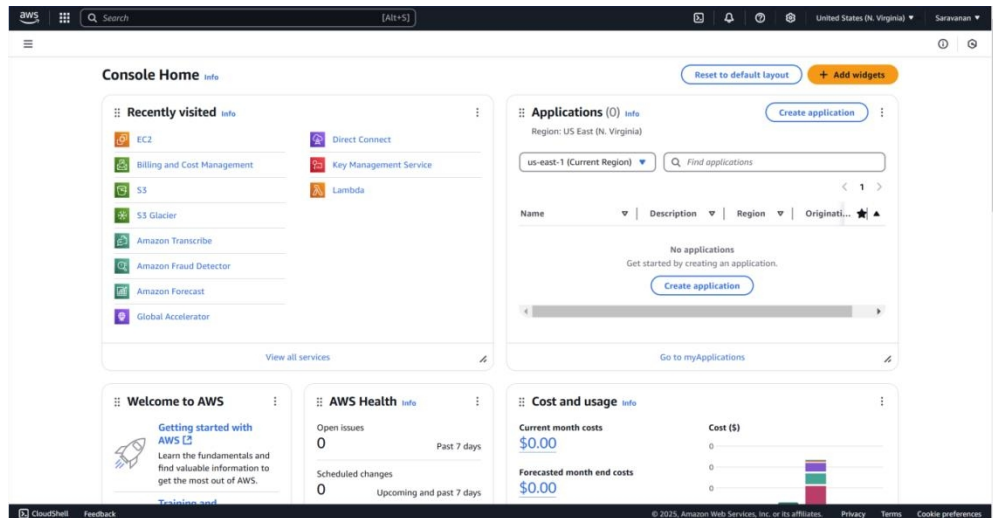 aws
Search [Alt+S]
United States (N. Virginia) ▼ Saravanan ▼
Console Home Info
Reset to default layout
+ Add widgets
Recently visited Info
EC2
Billing and Cost Management
S3
S3 Glacier
Amazon Transcribe
Amazon Fraud Detector
Amazon Forecast
Global Accelerator
Direct Connect
Key Management Service
Lambda
View all services
Applications (0) Info
Create application
Region: US East (N. Virginia)
us-east-1 (Current Region) ▼
Find applications
1
Name Description Region Originati...
No applications
Get started by creating an application.
Create application
Go to myApplications
Welcome to AWS
Getting started with
AWS
Learn the fundamentals and
find valuable information to
get the most out of AWS.
Training and
AWS Health Info
Open issues
0 Past 7 days
Scheduled changes
0 Upcoming and past 7 days
Cost and usage Info
Current month costs
$0.00
Forecasted month end costs
$0.00
Cost ($)
0
0
0
CloudShell Feedback
© 2025, Amazon Web Services, Inc. or its affiliates. Privacy Terms Cookie preferences